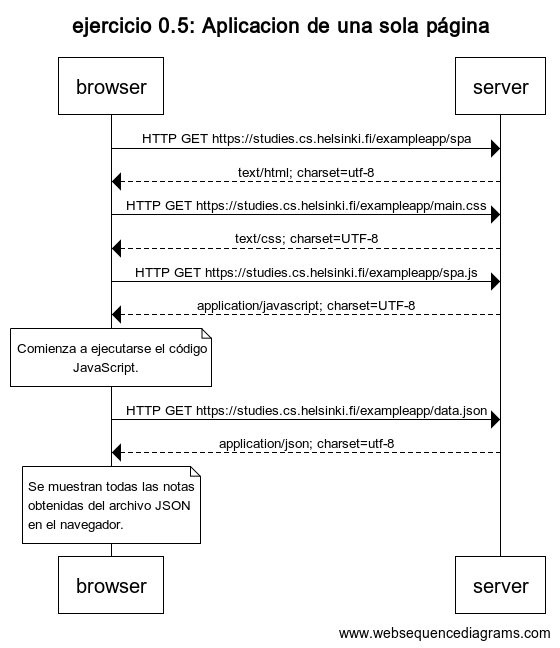 ejercicio 0.5: Aplicacion de una sola página
browser
server
HTTP GET https://studies.cs.helsinki.fi/exampleapp/spa
text/html; charset=utf-8
HTTP GET https://studies.cs.helsinki.fi/exampleapp/main.css
text/css; charset=UTF-8
HTTP GET https://studies.cs.helsinki.fi/exampleapp/spa.js
application/javascript; charset=UTF-8
Comienza a ejecutarse el código
JavaScript.
HTTP GET https://studies.cs.helsinki.fi/exampleapp/data.json
application/json; charset=utf-8
Se muestran todas las notas
obtenidas del archivo JSON
en el navegador.
browser
server
www.websequencediagrams.com